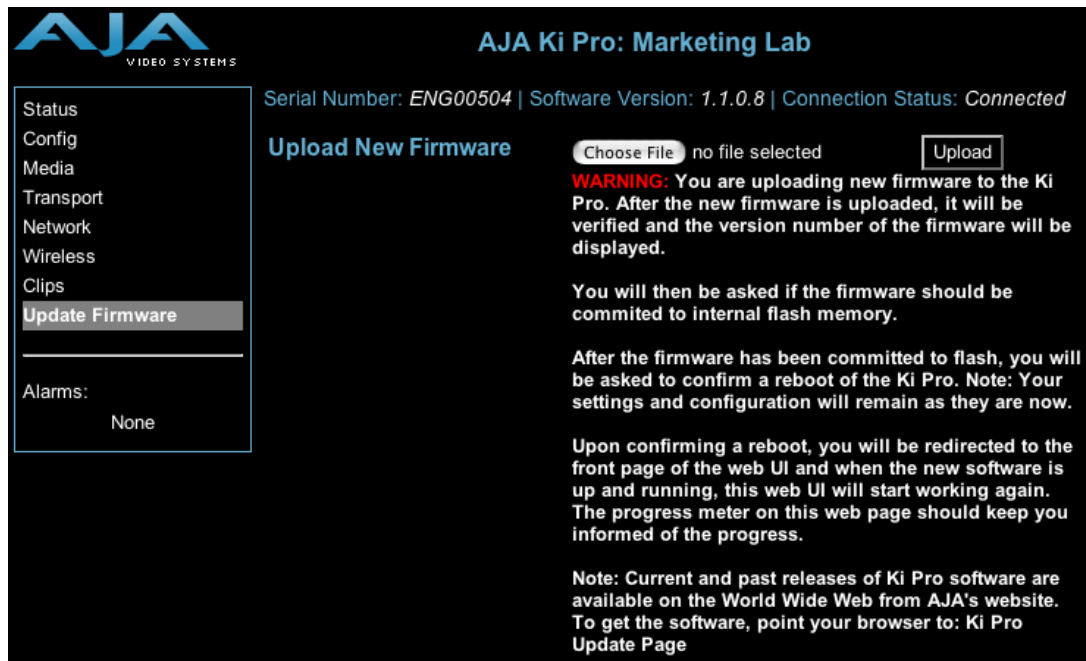 AJA
VIDEO SYSTEMS
AJA Ki Pro: Marketing Lab
Serial Number: ENG00504 | Software Version: 1.1.0.8 | Connection Status: Connected
Status
Config
Media
Transport
Network
Wireless
Clips
Update Firmware
Alarms:
None
Upload New Firmware
Choose File no file selected
Upload
WARNING: You are uploading new firmware to the Ki
Pro. After the new firmware is uploaded, it will be
verified and the version number of the firmware will be
displayed.
You will then be asked if the firmware should be
commited to internal flash memory.
After the firmware has been committed to flash, you will
be asked to confirm a reboot of the Ki Pro. Note: Your
settings and configuration will remain as they are now.
Upon confirming a reboot, you will be redirected to the
front page of the web UI and when the new software is
up and running, this web UI will start working again.
The progress meter on this web page should keep you
informed of the progress.
Note: Current and past releases of Ki Pro software are
available on the World Wide Web from AJA's website.
To get the software, point your browser to: Ki Pro
Update Page